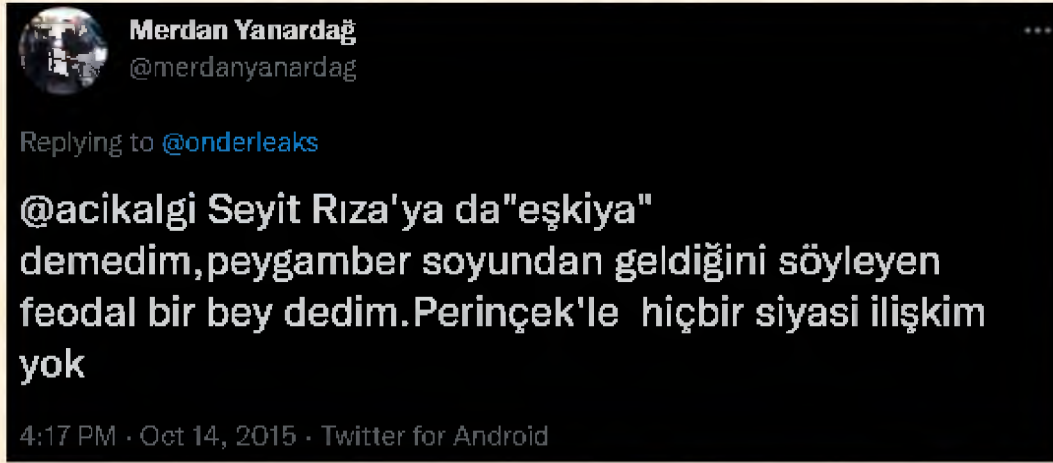 Merdan Yanardağ
@merdanyanardag
Replying to @onderleaks
@acikalgi Seyit Rıza'ya da"eşkiya"
demedim,peygamber soyundan geldiğini söyleyen
feodal bir bey dedim.Perinçek'le  hiçbir siyasi ilişkim
yok
4:17 PM · Oct 14, 2015 · Twitter for Android